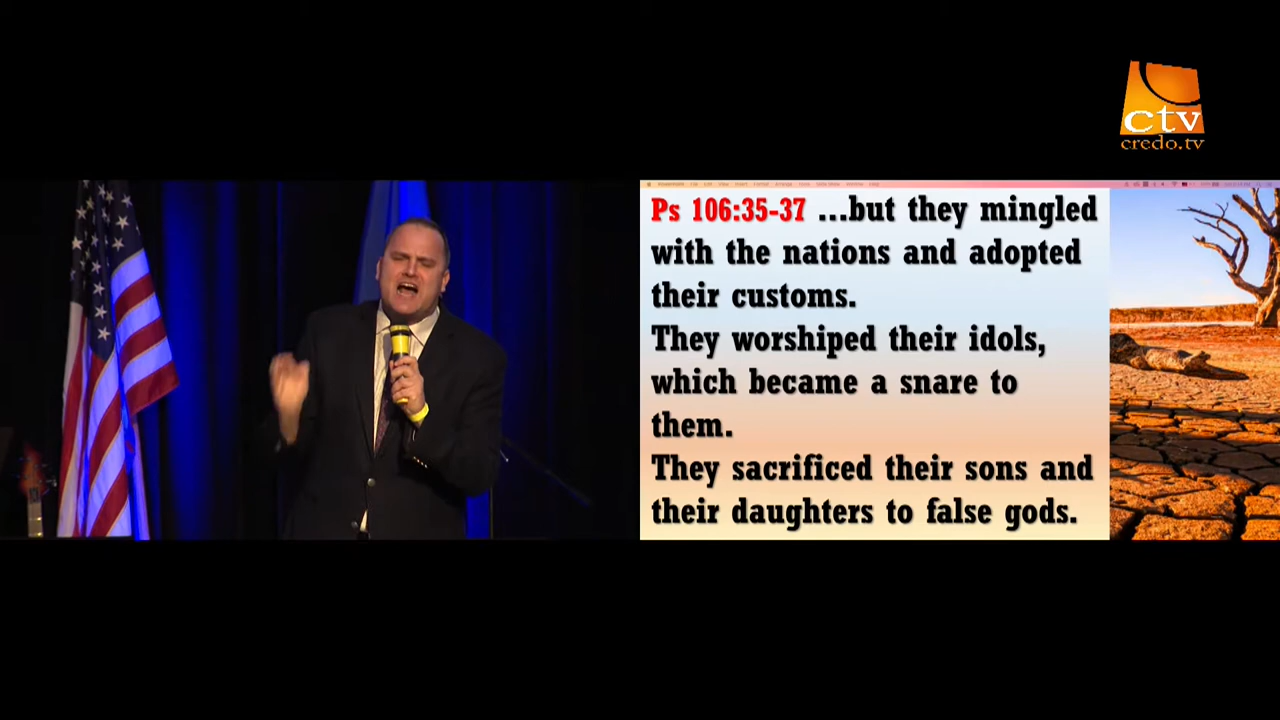 ctv
credo.tv
Ps 106:35-37 ...but they mingled
with the nations and adopted
their customs.
They worshiped their idols,
which became a snare to
them.
They sacrificed their sons and
their daughters to false gods.